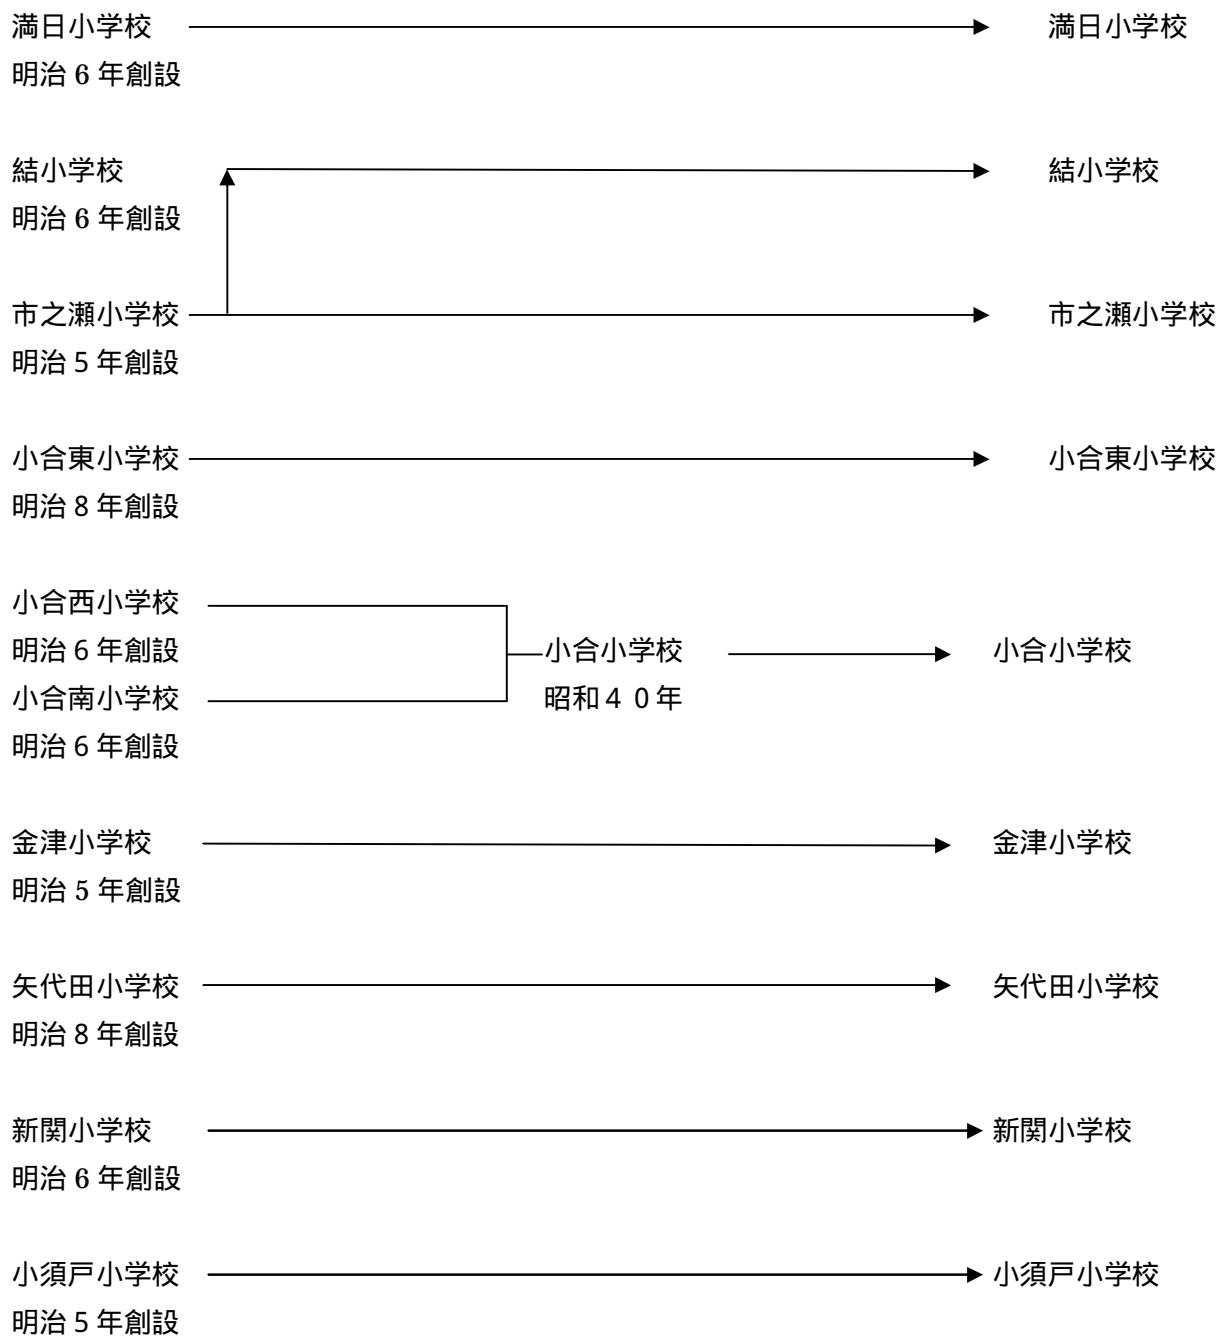 満日小学校 満日小学校
明治6年創設
結小学校 結小学校
明治6年創設
市之瀬小学校 市之瀬小学校
明治5年創設
小合東小学校 小合東小学校
明治8年創設
小合西小学校
明治6年創設 小合小学校 小合小学校
小合南小学校 昭和40年
明治6年創設
金津小学校 金津小学校
明治5年創設
矢代田小学校 矢代田小学校
明治8年創設
新関小学校 新関小学校
明治6年創設
小須戸小学校 小須戸小学校
明治5年創設